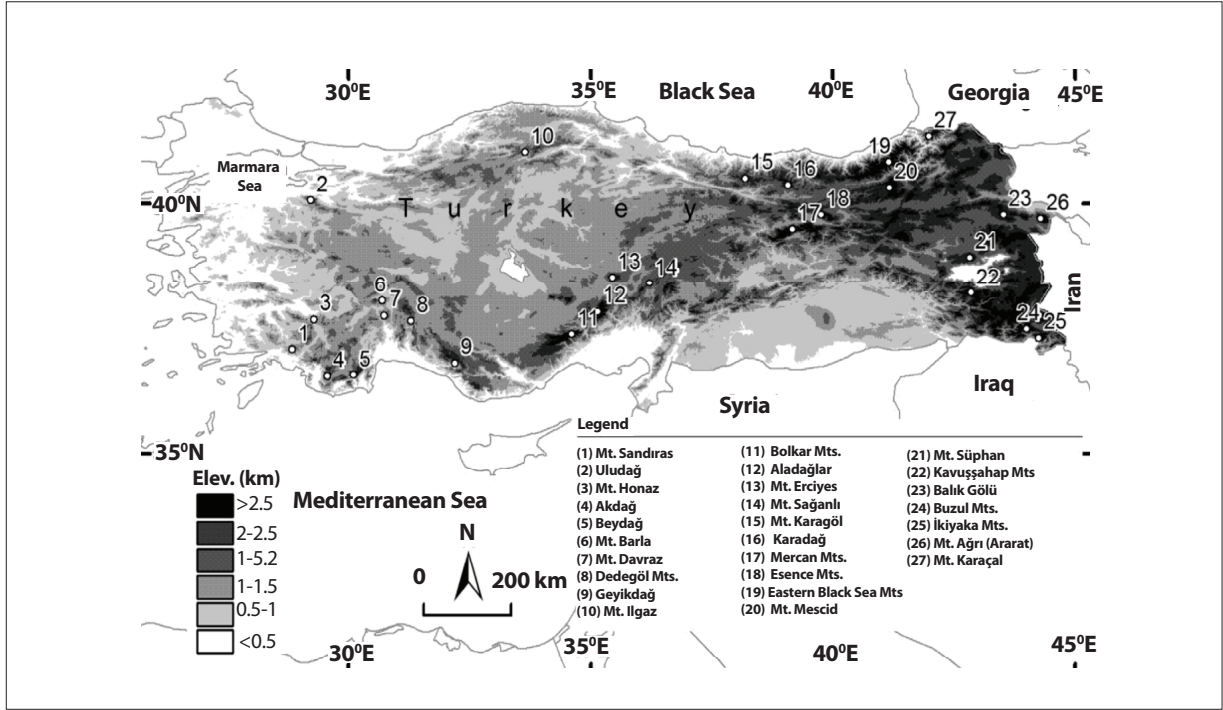 30⁰E
35⁰E
Black Sea
40⁰E
Georgia
45⁰E
27
10
19
15
16
20
Marmara
Sea
2
40⁰N
Turkey
18
17
23
26
21
13
14
22
Iran
12
6
7
8
3
11
24
25
1
9
4
5
Iraq
Syria
35⁰N
Legend
(1) Mt. Sandıras
(2) Uludağ
(3) Mt. Honaz
(4) Akdağ
(5) Beydağ
(6) Mt. Barla
(7) Mt. Davraz
(8) Dedegöl Mts.
(9) Geyikdağ
(10) Mt. Ilgaz
(11) Bolkar Mts.
(12) Aladağlar
(13) Mt. Erciyes
(14) Mt. Sağanlı
(15) Mt. Karagöl
(16) Karadağ
(17) Mercan Mts.
(18) Esence Mts.
(19) Eastern Black Sea Mts
(20) Mt. Mescid
(21) Mt. Süphan
(22) Kavuşşahap Mts
(23) Balık Gölü
(24) Buzul Mts.
(25) İkiyaka Mts.
(26) Mt. Ağrı (Ararat)
(27) Mt. Karaçal
Elev. (km)
>2.5
2-2.5
1-5.2
1-1.5
0.5-1
<0.5
Mediterranean Sea
N
0 200 km
30⁰E
35⁰E
40⁰E
45⁰E